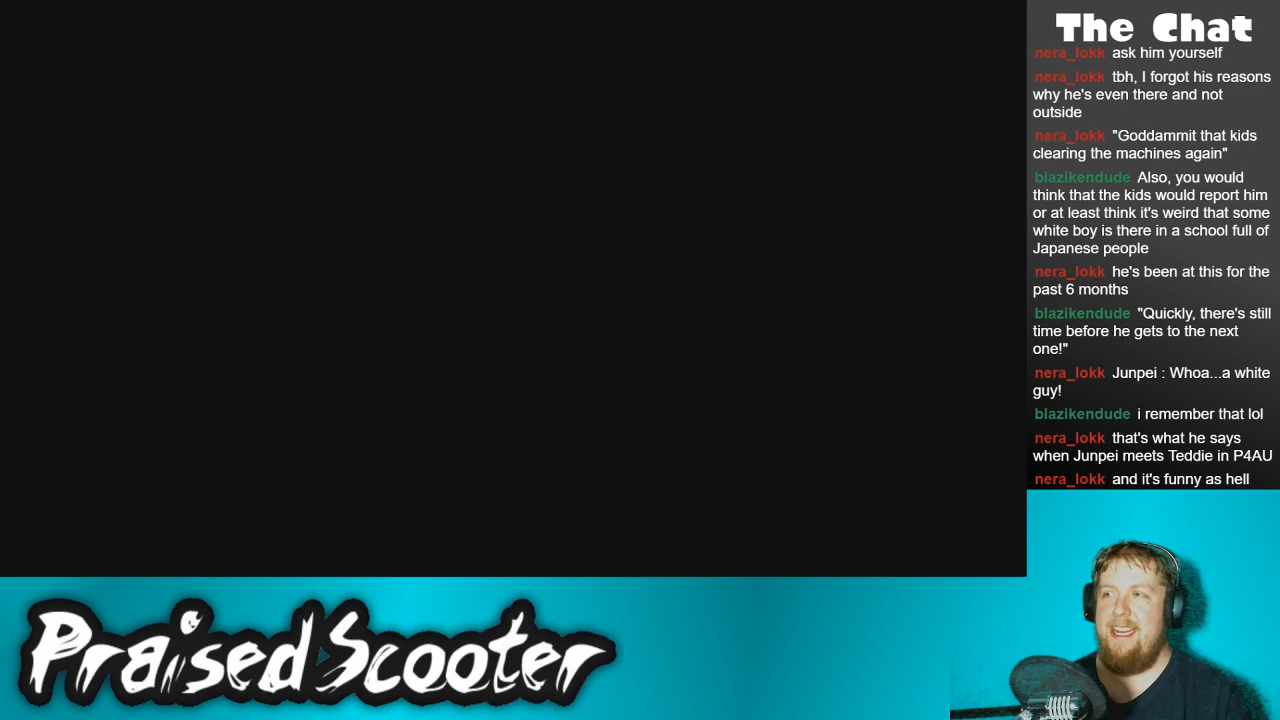 The Chat
nera_lokk ask him yourself
nera_lokk tbh, I forgot his reasons
why he's even there and not
outside
nera_lokk "Goddammit that kids
clearing the machines again"
blazikendude Also, you would
think that the kids would report him
or at least think it's weird that some
white boy is there in a school full of
Japanese people
nera_lokk he's been at this for the
past 6 months
blazikendude "Quickly, there's still
time before he gets to the next
one!"
nera_lokk Junpei : Whoa...a white
guy!
blazikendude i remember that lol
nera_lokk that's what he says
when Junpei meets Teddie in P4AU
nera_lokk and it's funny as hell
PraisedScooter